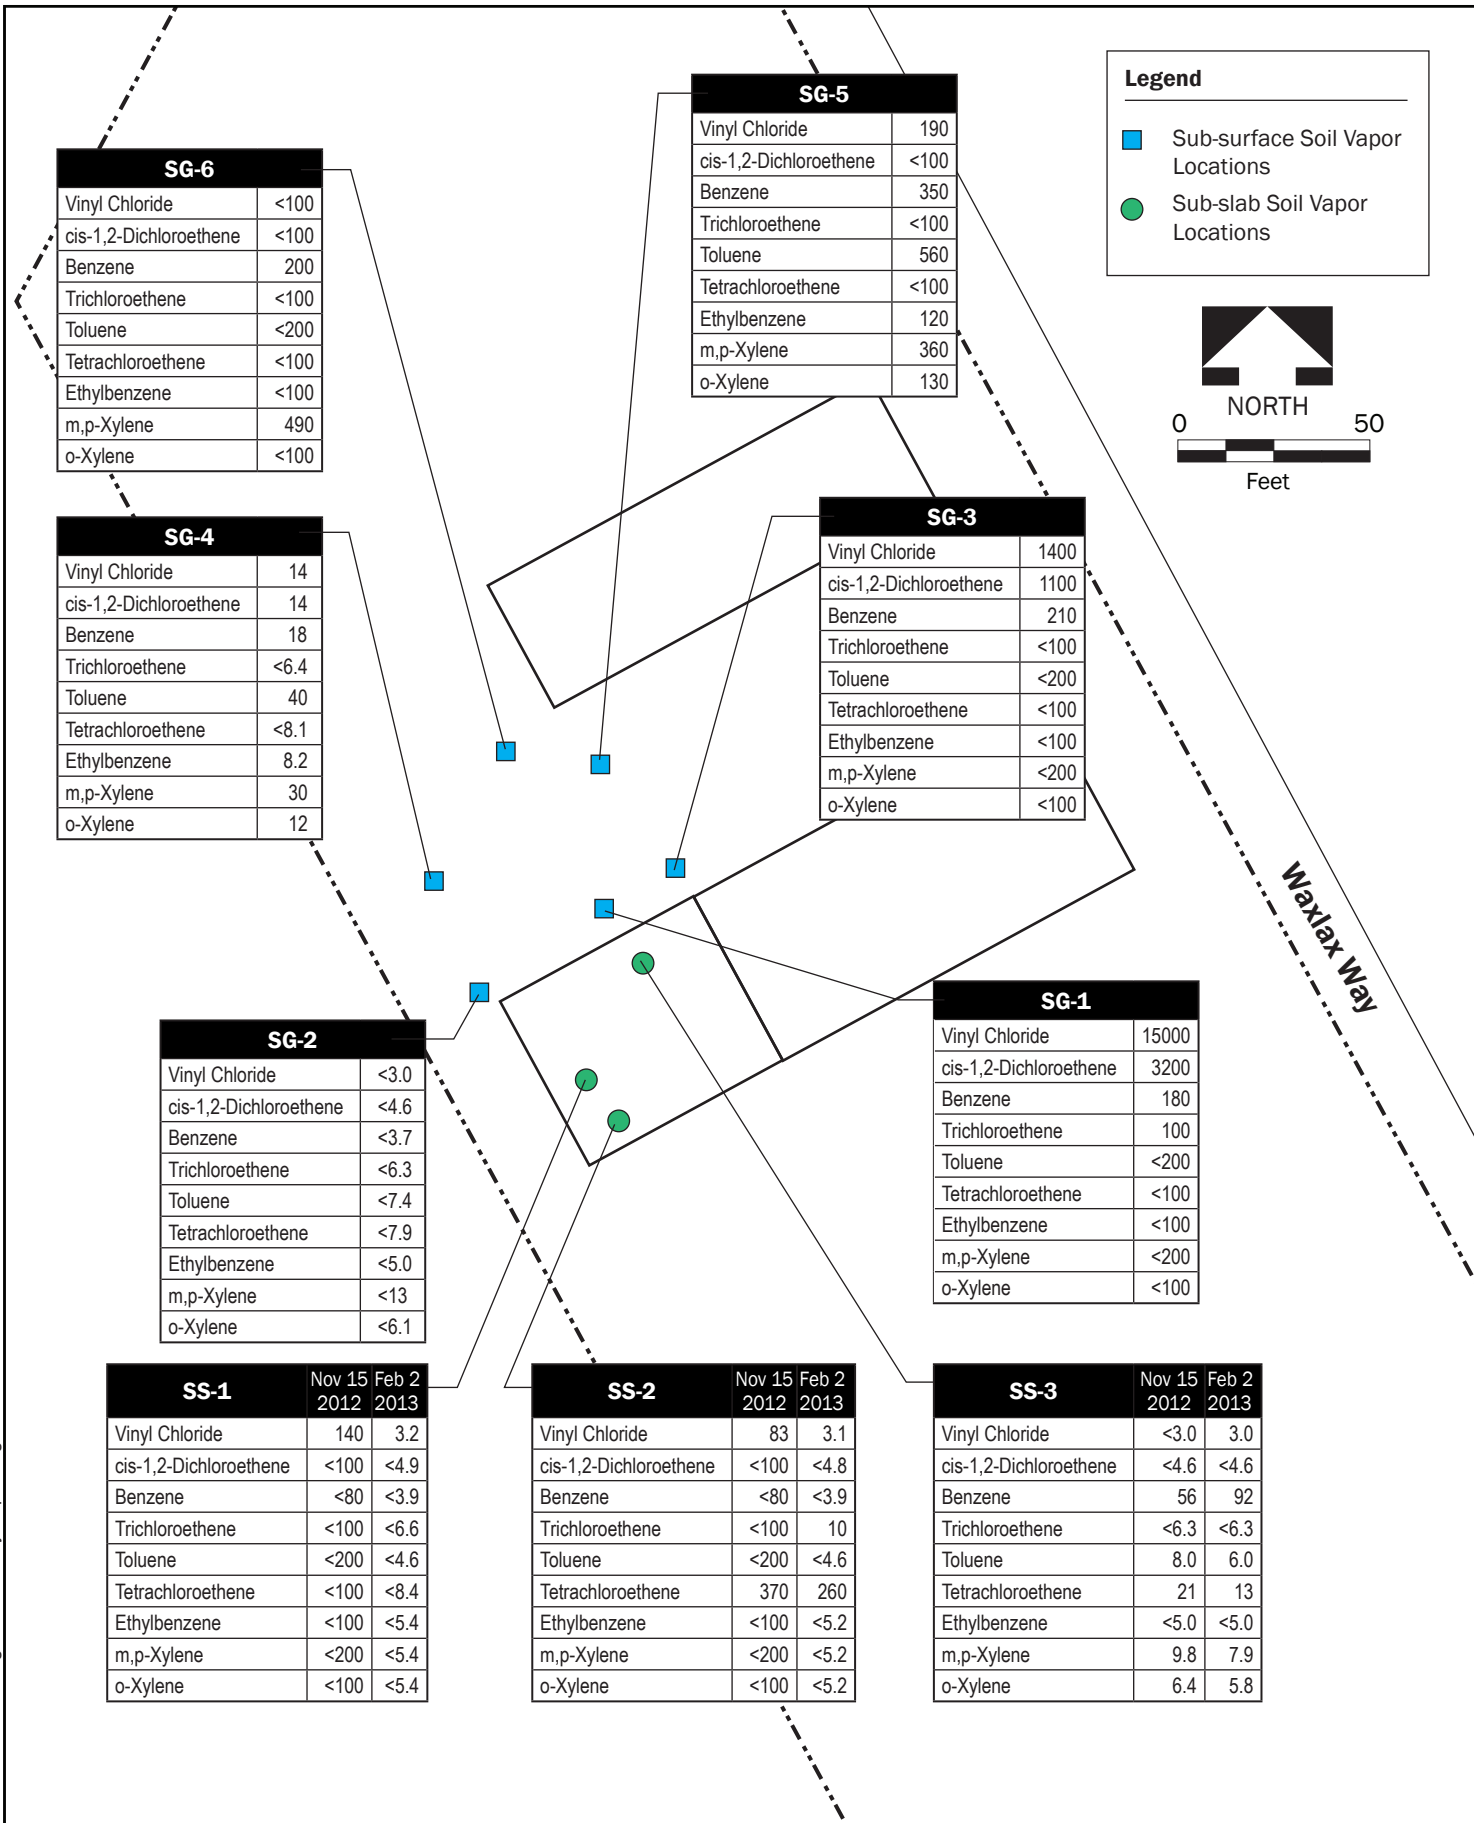 SG-5
Vinyl Chloride 190
cis-1,2-Dichloroethene <100
Benzene 350
Trichloroethene <100
Toluene 560
Tetrachloroethene <100
Ethylbenzene 120
m,p-Xylene 360
o-Xylene 130
Legend
Sub-surface Soil Vapor
Locations
Sub-slab Soil Vapor
Locations
NORTH
0 50
Feet
SG-6
Vinyl Chloride <100
cis-1,2-Dichloroethene <100
Benzene 200
Trichloroethene <100
Toluene <200
Tetrachloroethene <100
Ethylbenzene <100
m,p-Xylene 490
o-Xylene <100
SG-4
Vinyl Chloride 14
cis-1,2-Dichloroethene 14
Benzene 18
Trichloroethene <6.4
Toluene 40
Tetrachloroethene <8.1
Ethylbenzene 8.2
m,p-Xylene 30
o-Xylene 12
SG-3
Vinyl Chloride 1400
cis-1,2-Dichloroethene 1100
Benzene 210
Trichloroethene <100
Toluene <200
Tetrachloroethene <100
Ethylbenzene <100
m,p-Xylene <200
o-Xylene <100
Waxlax Way
SG-2
Vinyl Chloride <3.0
cis-1,2-Dichloroethene <4.6
Benzene <3.7
Trichloroethene <6.3
Toluene <7.4
Tetrachloroethene <7.9
Ethylbenzene <5.0
m,p-Xylene <13
o-Xylene <6.1
SG-1
Vinyl Chloride 15000
cis-1,2-Dichloroethene 3200
Benzene 180
Trichloroethene 100
Toluene <200
Tetrachloroethene <100
Ethylbenzene <100
m,p-Xylene <200
o-Xylene <100
SS-1 Nov 15 2012 Feb 2 2013
Vinyl Chloride 140 3.2
cis-1,2-Dichloroethene <100 <4.9
Benzene <80 <3.9
Trichloroethene <100 <6.6
Toluene <200 <4.6
Tetrachloroethene <100 <8.4
Ethylbenzene <100 <5.4
m,p-Xylene <200 <5.4
o-Xylene <100 <5.4
SS-2 Nov 15 2012 Feb 2 2013
Vinyl Chloride 83 3.1
cis-1,2-Dichloroethene <100 <4.8
Benzene <80 <3.9
Trichloroethene <100 10
Toluene <200 <4.6
Tetrachloroethene 370 260
Ethylbenzene <100 <5.2
m,p-Xylene <200 <5.2
o-Xylene <100 <5.2
SS-3 Nov 15 2012 Feb 2 2013
Vinyl Chloride <3.0 3.0
cis-1,2-Dichloroethene <4.6 <4.6
Benzene 56 92
Trichloroethene <6.3 <6.3
Toluene 8.0 6.0
Tetrachloroethene 21 13
Ethylbenzene <5.0 <5.0
m,p-Xylene 9.8 7.9
o-Xylene 6.4 5.8